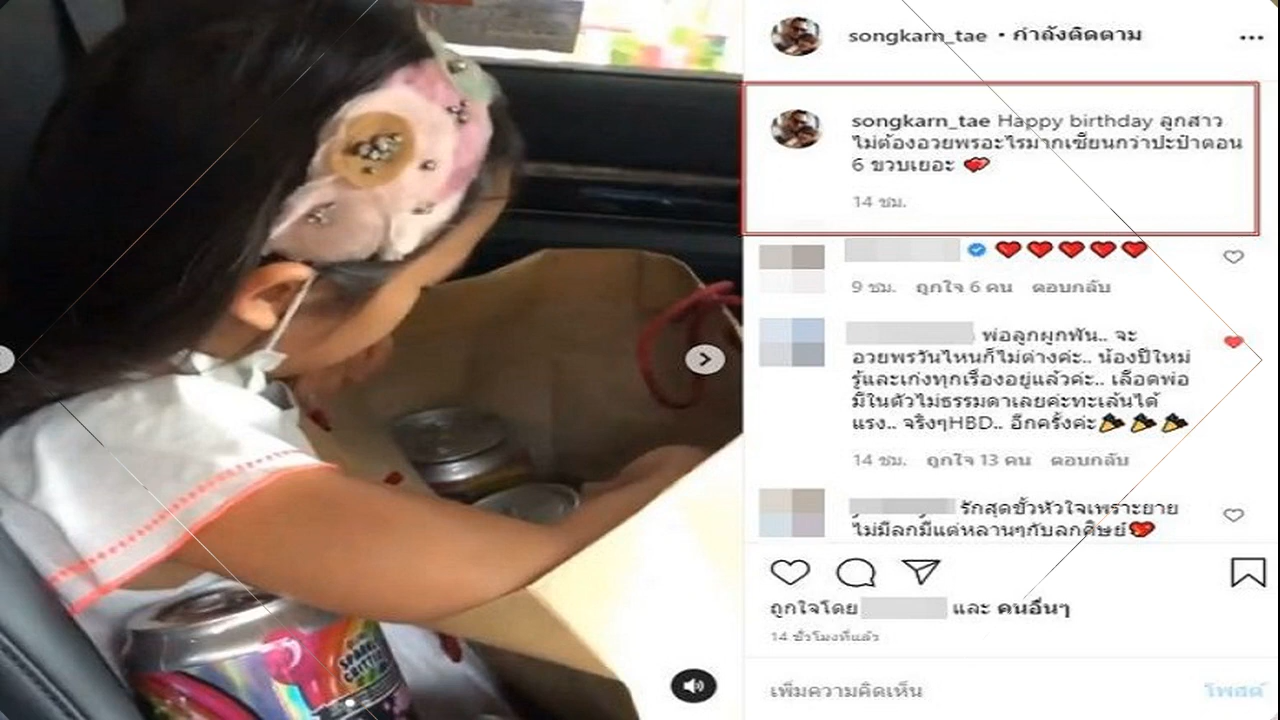 songkarn_tae • กำลังติดตาม
songkarn_tae Happy birthday ลูกสาว
ไม่ต้องอวยพรอะไรมากเซียนกว่าปะป๋าตอน
6 ขวบเยอะ
14 ชม.
9 ชม. ถูกใจ 6 คน ตอบกลับ
พ่อลูกผูกพัน.. จะ
อวยพรวันไหนก็ไม่ต่างค่ะ.. น้องปีใหม่
รู้และเก่งทุกเรื่องอยู่แล้วค่ะ.. เลือดพ่อ
มีในตัวไม่ธรรมดาเลยค่ะทะเล้นได้
แรง.. จริงๆHBD.. อีกครั้งค่ะ
14 ชม. ถูกใจ 13 คน ตอบกลับ
รักสุดขั้วหัวใจเพราะยาย
ไม่มีลูกมีแต่หลานๆกับลูกศิษย์
ถูกใจโดย และ คนอื่นๆ
14 ชั่วโมงที่แล้ว
เพิ่มความคิดเห็น
โพสต์